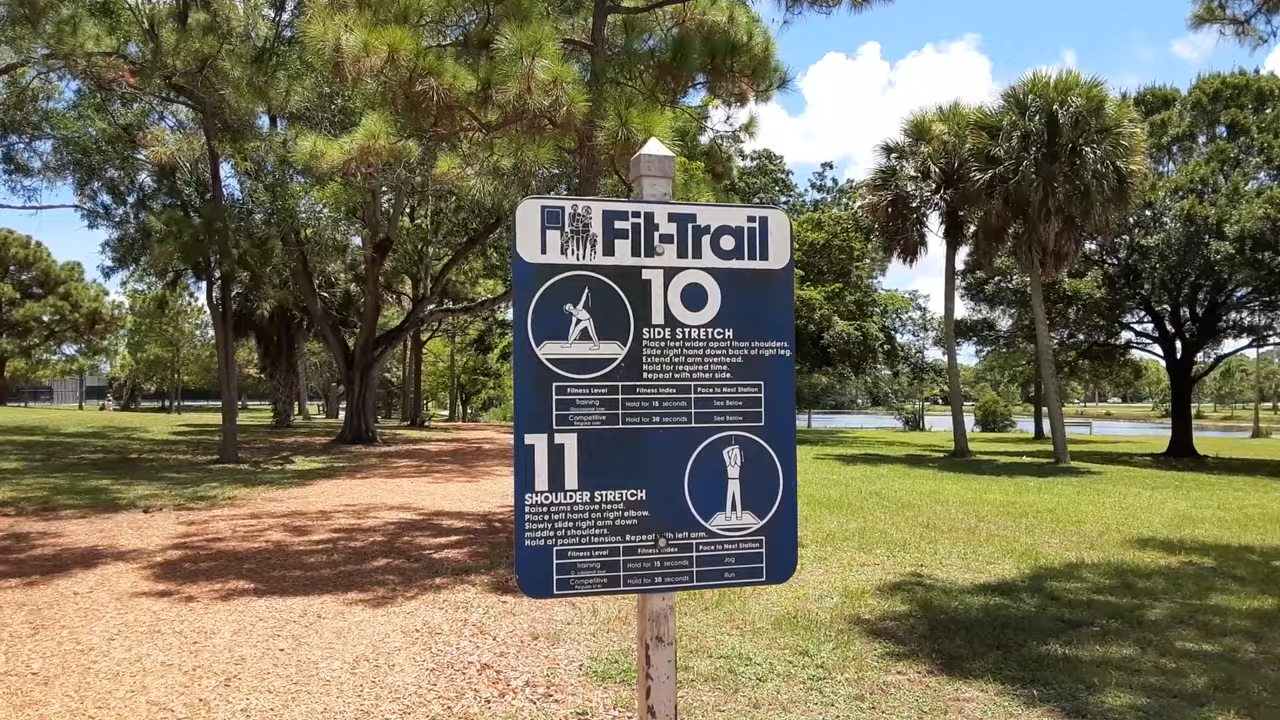 Fit-Trail
10
SIDE STRETCH
Place feet wider apart than shoulders.
Slide right hand down back of right leg.
Extend left arm overhead.
Hold for required time.
Repeat with other side.
Fitness Level Fitness Index Pace to Next Station
Training Hold for 15 seconds See Below
Occasional User
Competitive Hold for 30 seconds See Below
Regular User
11
SHOULDER STRETCH
Raise arms above head.
Place left hand on right elbow.
Slowly slide right arm down
middle of shoulders.
Hold at point of tension. Repeat with left arm.
Fitness Level Fitness Index Pace to Next Station
Training Hold for 15 seconds Jog
Competitive Hold for 30 seconds Run